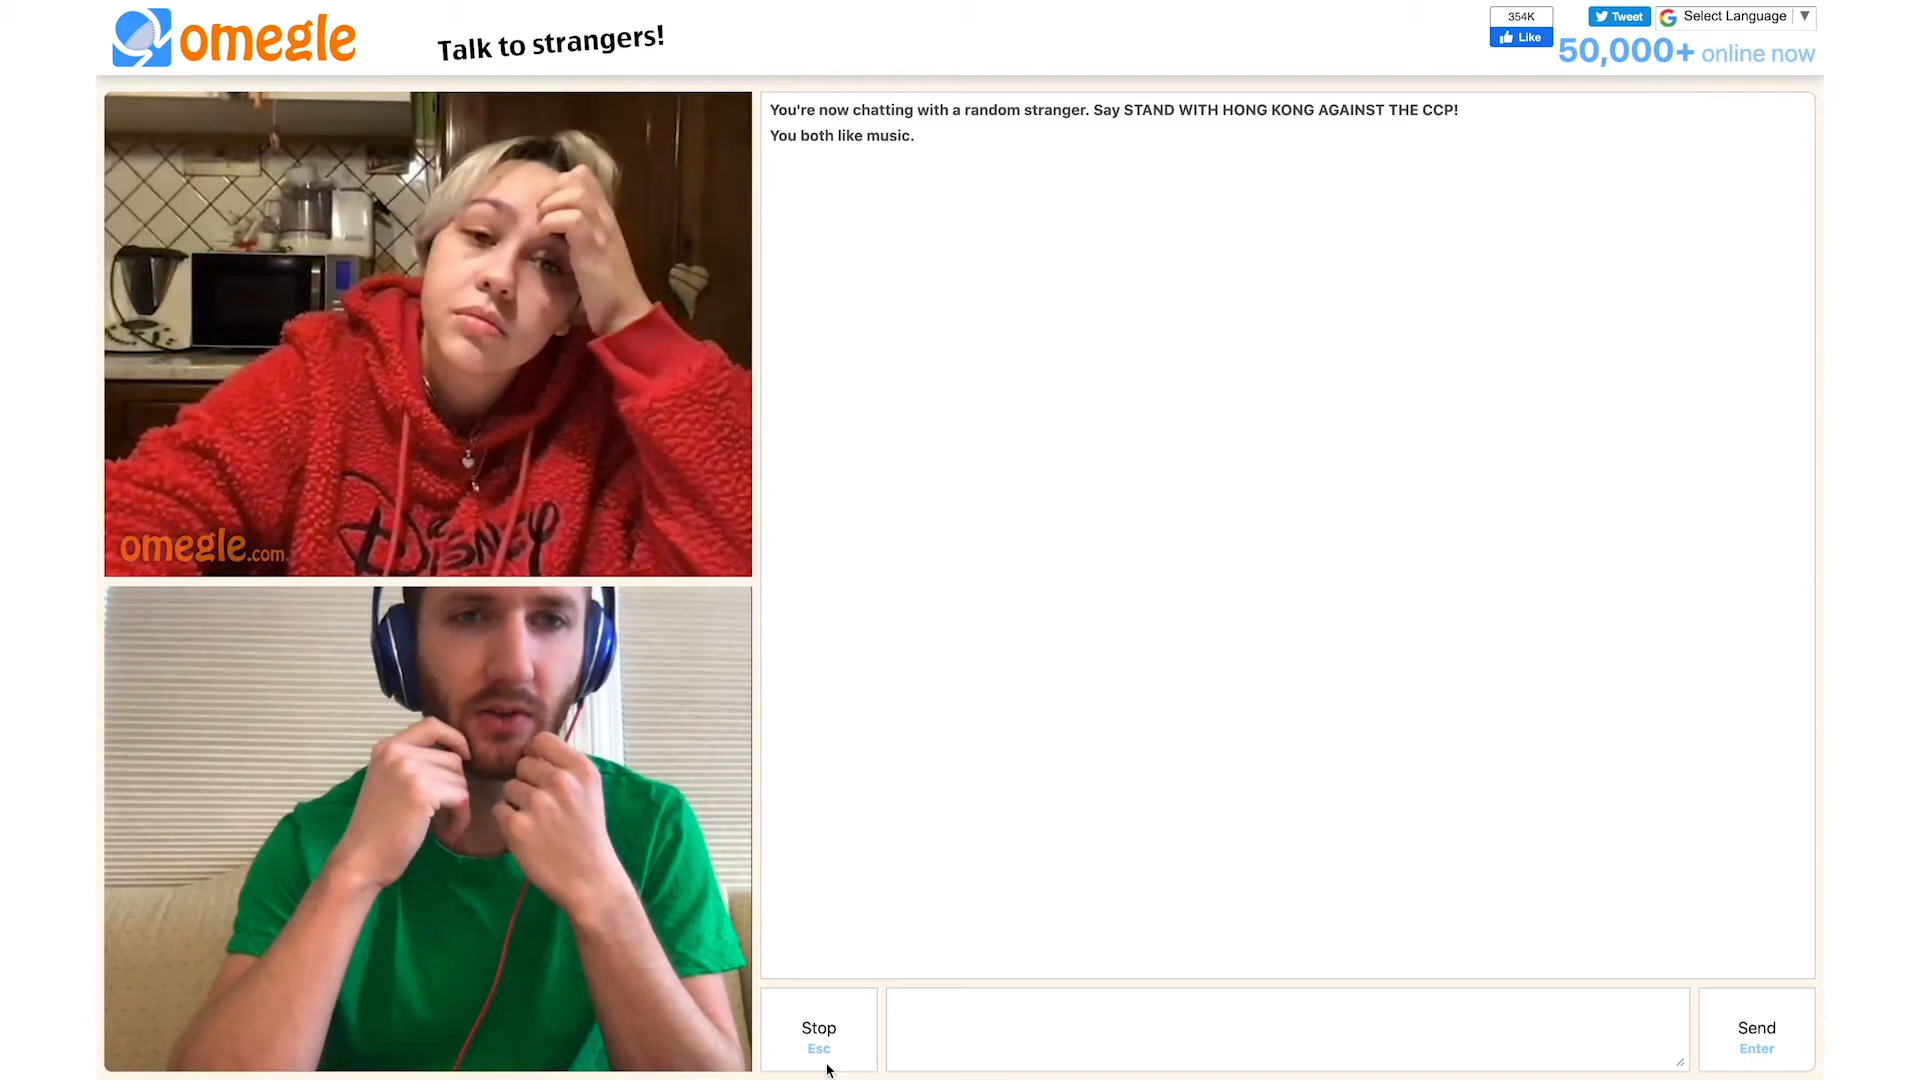 omegle
Talk to strangers!
354K
Like
Tweet
Select Language
50,000+ online now
You're now chatting with a random stranger. Say STAND WITH HONG KONG AGAINST THE CCP!
You both like music.
Disney
omegle.com
Stop
Esc
Send
Enter